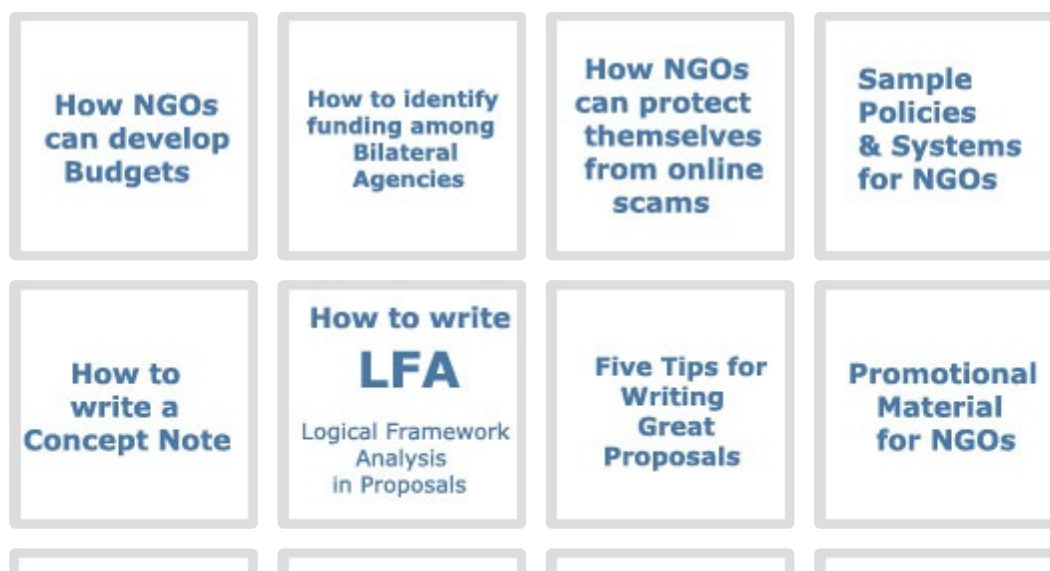 How NGOs
can develop
Budgets
How to identify
funding among
Bilateral
Agencies
How NGOs
can protect
themselves
from online
scams
Sample
Policies
& Systems
for NGOs
How to
write a
Concept Note
How to write
LFA
Logical Framework
Analysis
in Proposals
Five Tips for
Writing
Great
Proposals
Promotional
Material
for NGOs